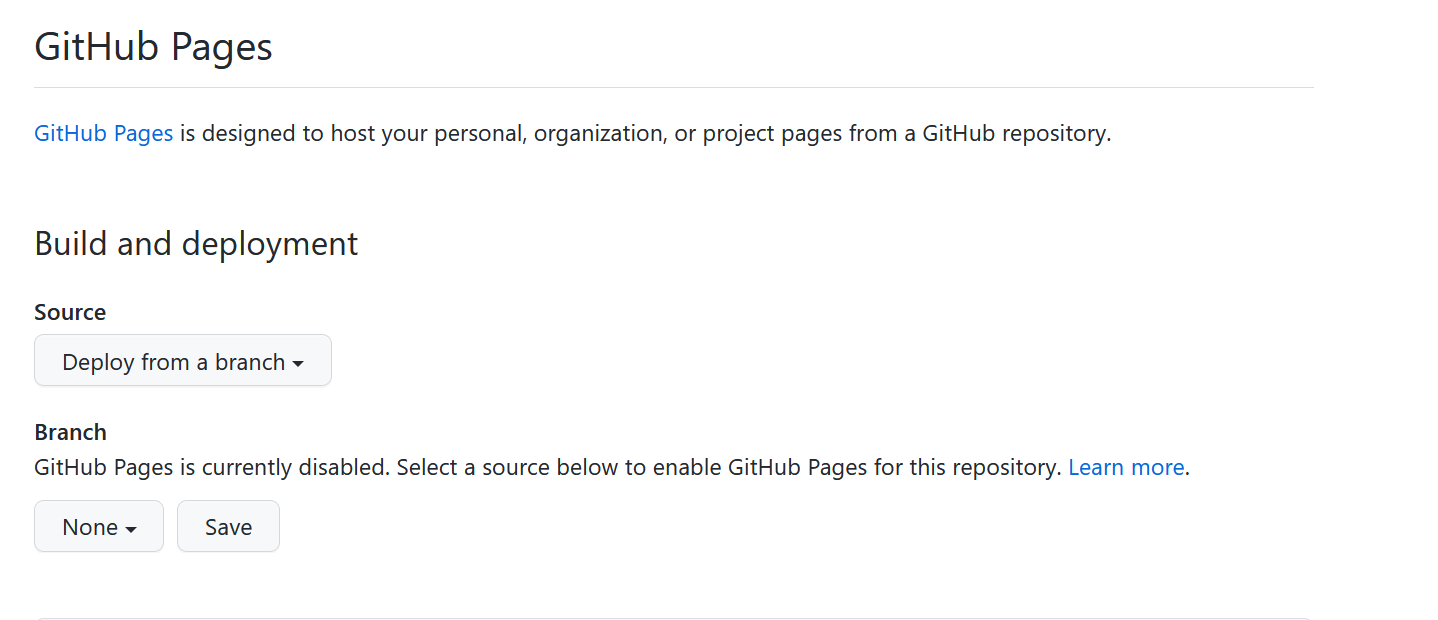 GitHub Pages
GitHub Pages is designed to host your personal, organization, or project pages from a GitHub repository.
Build and deployment
Source
Deploy from a branch
Branch
GitHub Pages is currently disabled. Select a source below to enable GitHub Pages for this repository. Learn more.
None Save